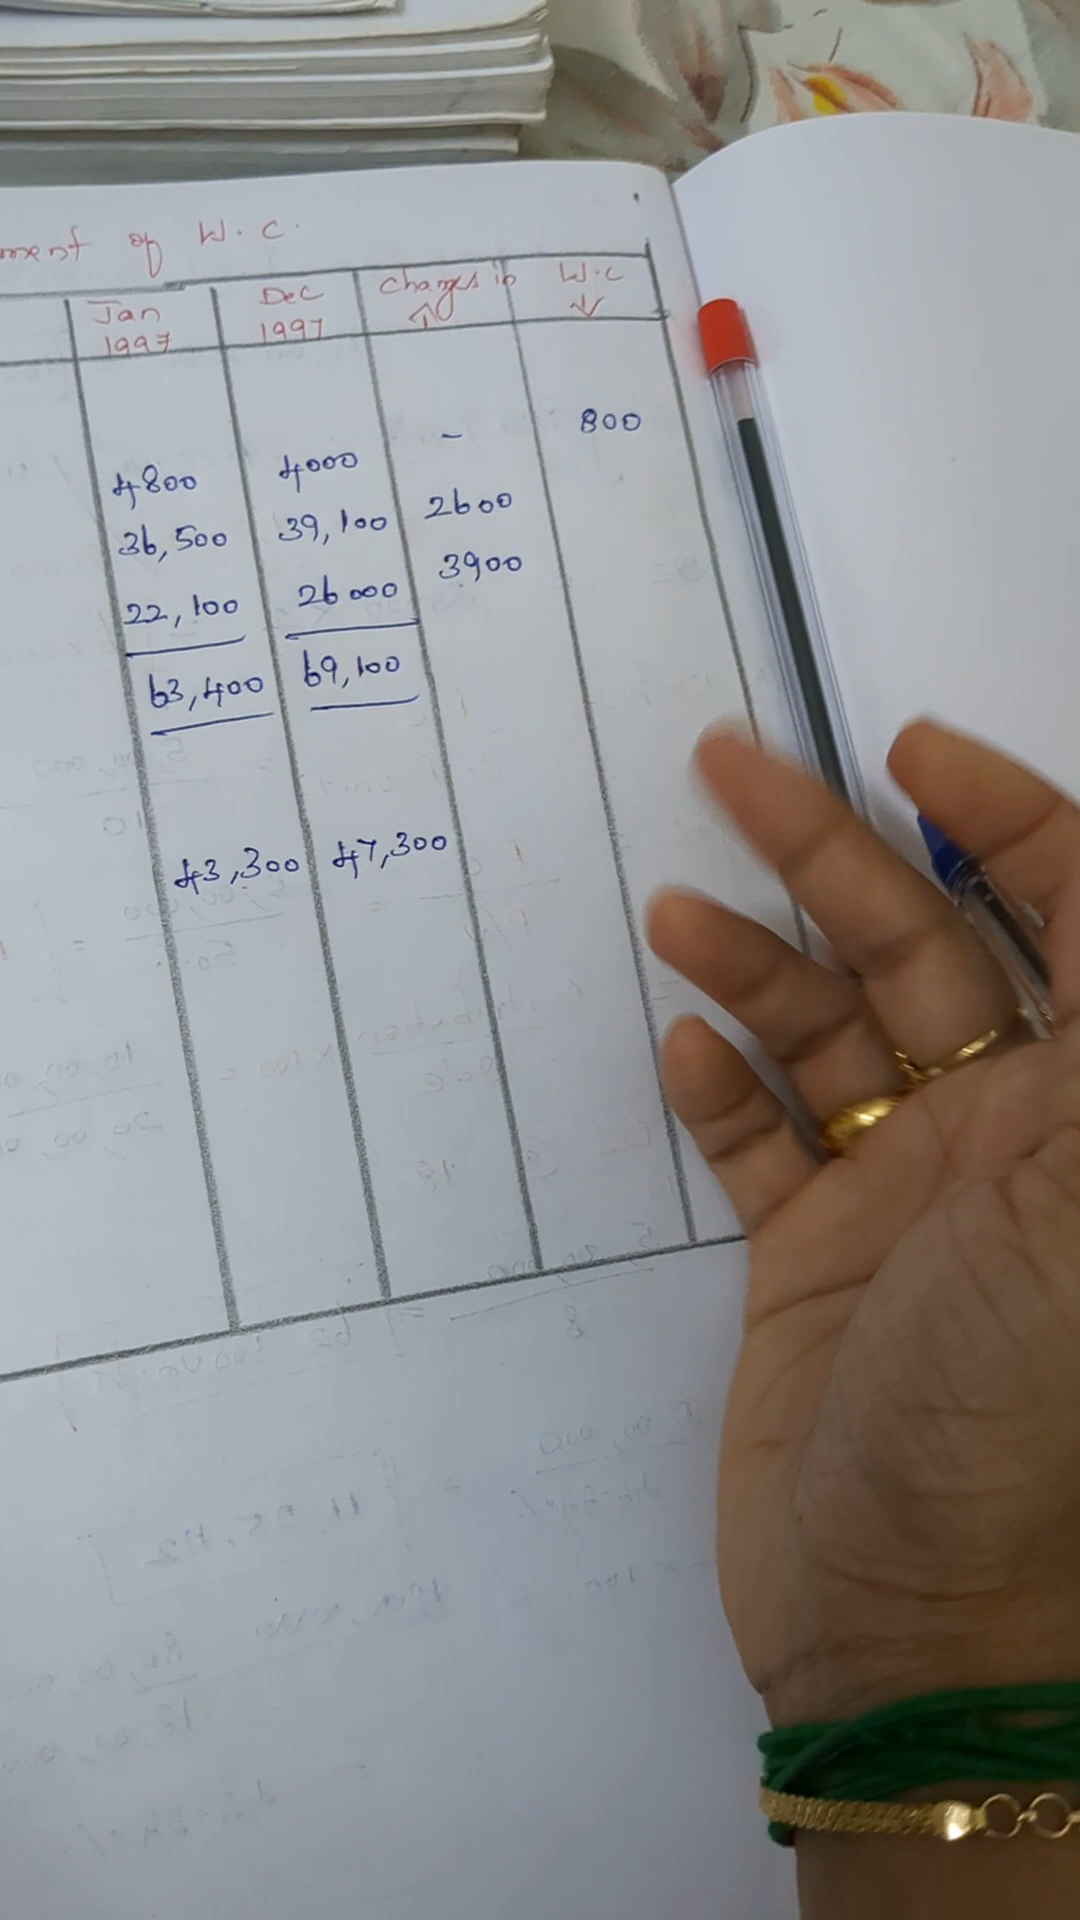 ment of W.C.
Jan 1997 Dec 1997 Changes in W.C
↑ ↓
4800 4000 - 800
36,500 39,100 2600
22,100 26000 3900
63,400 69,100
43,300 47,300